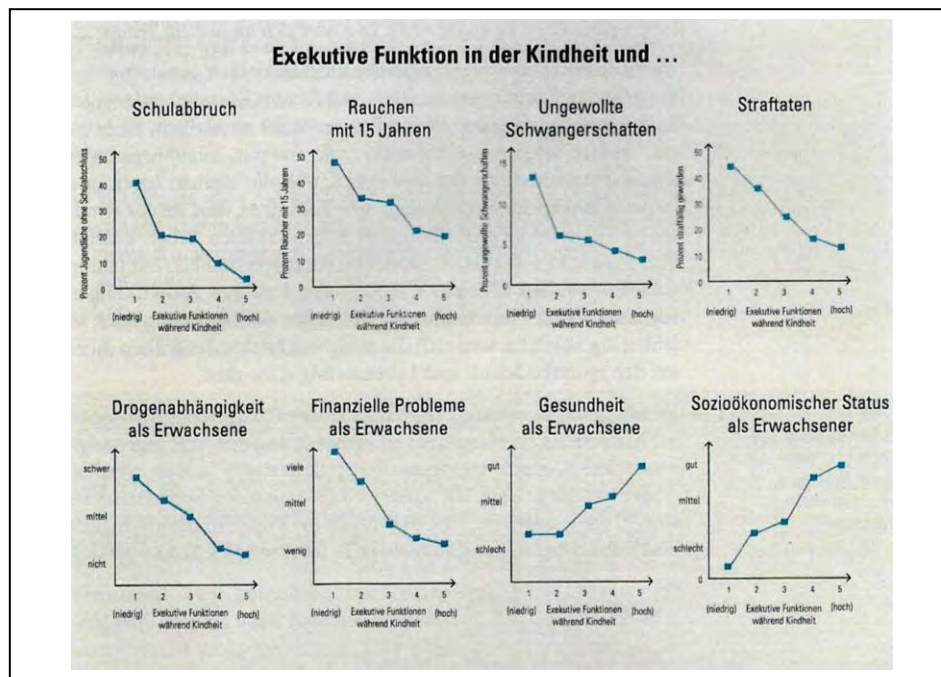 Exekutive Funktion in der Kindheit und ...
Schulabbruch
Prozent Jugendliche ohne Schulabschluss
50
40
30
20
10
0
1
2
3
4
5
(niedrig)
Exekutive Funktionen
während Kindheit
(hoch)
Rauchen
mit 15 Jahren
Prozent Raucher mit 15 Jahren
50
40
30
20
10
0
1
2
3
4
5
(niedrig)
Exekutive Funktionen
während Kindheit
(hoch)
Ungewollte
Schwangerschaften
Prozent ungewollte Schwangerschaften
15
10
5
0
1
2
3
4
5
(niedrig)
Exekutive Funktionen
während Kindheit
(hoch)
Straftaten
Prozent straffällig geworden
50
40
30
20
10
0
1
2
3
4
5
(niedrig)
Exekutive Funktionen
während Kindheit
(hoch)
Drogenabhängigkeit
als Erwachsene
schwer
mittel
nicht
1
2
3
4
5
(niedrig)
Exekutive Funktionen
während Kindheit
(hoch)
Finanzielle Probleme
als Erwachsene
viele
mittel
wenig
1
2
3
4
5
(niedrig)
Exekutive Funktionen
während Kindheit
(hoch)
Gesundheit
als Erwachsene
gut
mittel
schlecht
1
2
3
4
5
(niedrig)
Exekutive Funktionen
während Kindheit
(hoch)
Sozioökonomischer Status
als Erwachsener
gut
mittel
schlecht
0
1
2
3
4
5
(niedrig)
Exekutive Funktionen
während Kindheit
(hoch)